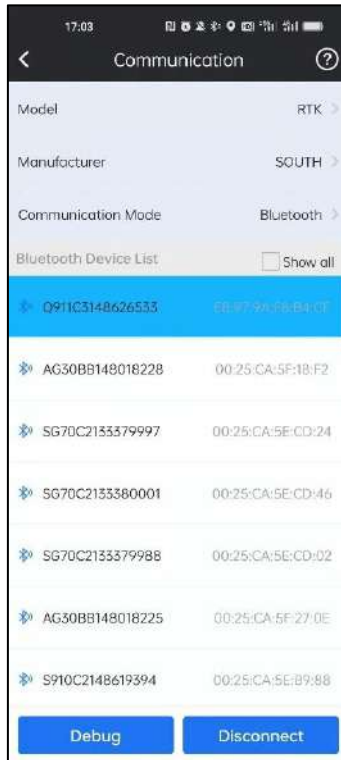 17:03
Communication
Model RTK
Manufacturer SOUTH
Communication Mode Bluetooth
Bluetooth Device List Show all
Q911C3148626533
AG30BB148018228 00:25:CA:5F:18:F2
SG70C2133379997 00:25:CA:5E:CD:24
SG70C2133380001 00:25:CA:5E:CD:46
SG70C2133379988 00:25:CA:5E:CD:02
AG30BB148018225 00:25:CA:5F:27:0E
S910C2148619394 00:25:CA:5E:B9:88
Debug Disconnect